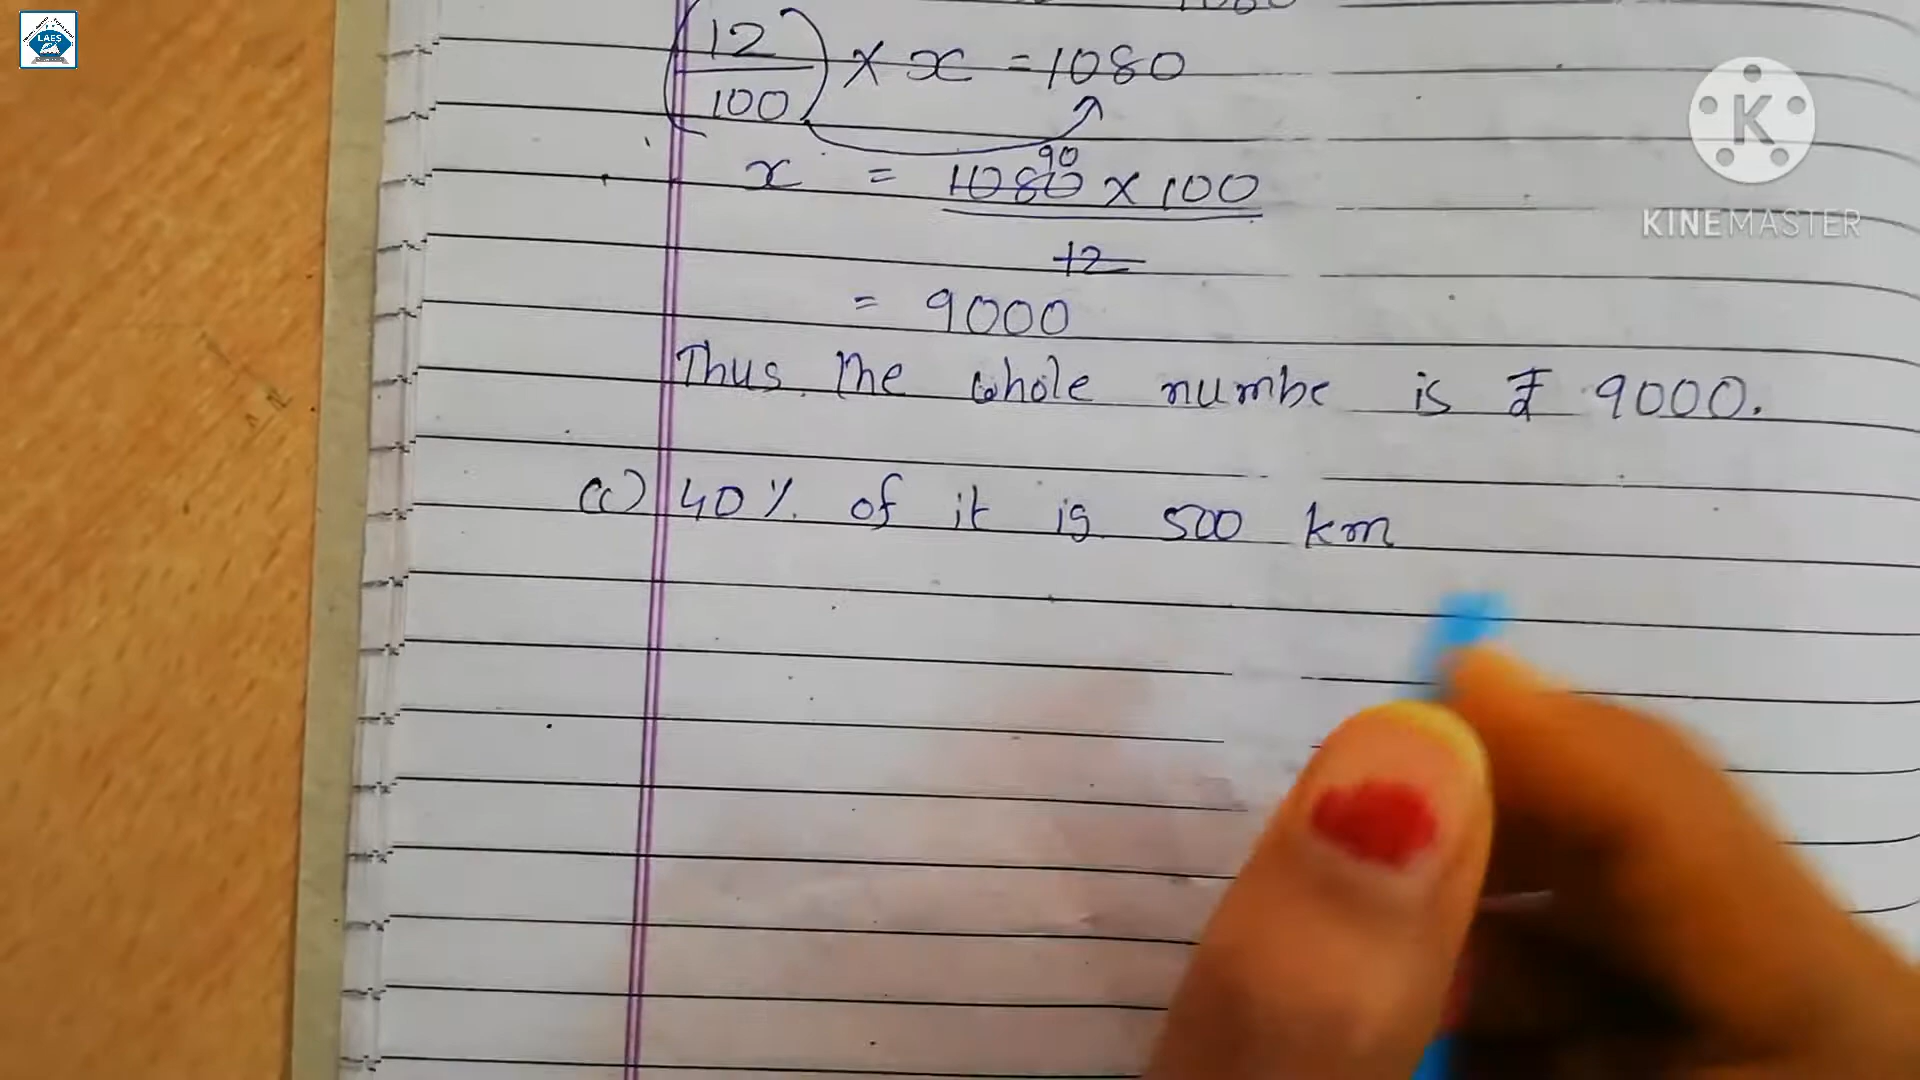 LAES
(12/100) × x = 1080
K
KINEMASTER
90
x = 1080 × 100
12
= 9000
Thus the whole numbe is ₹ 9000.
(c) 40 %. of it is 500 km